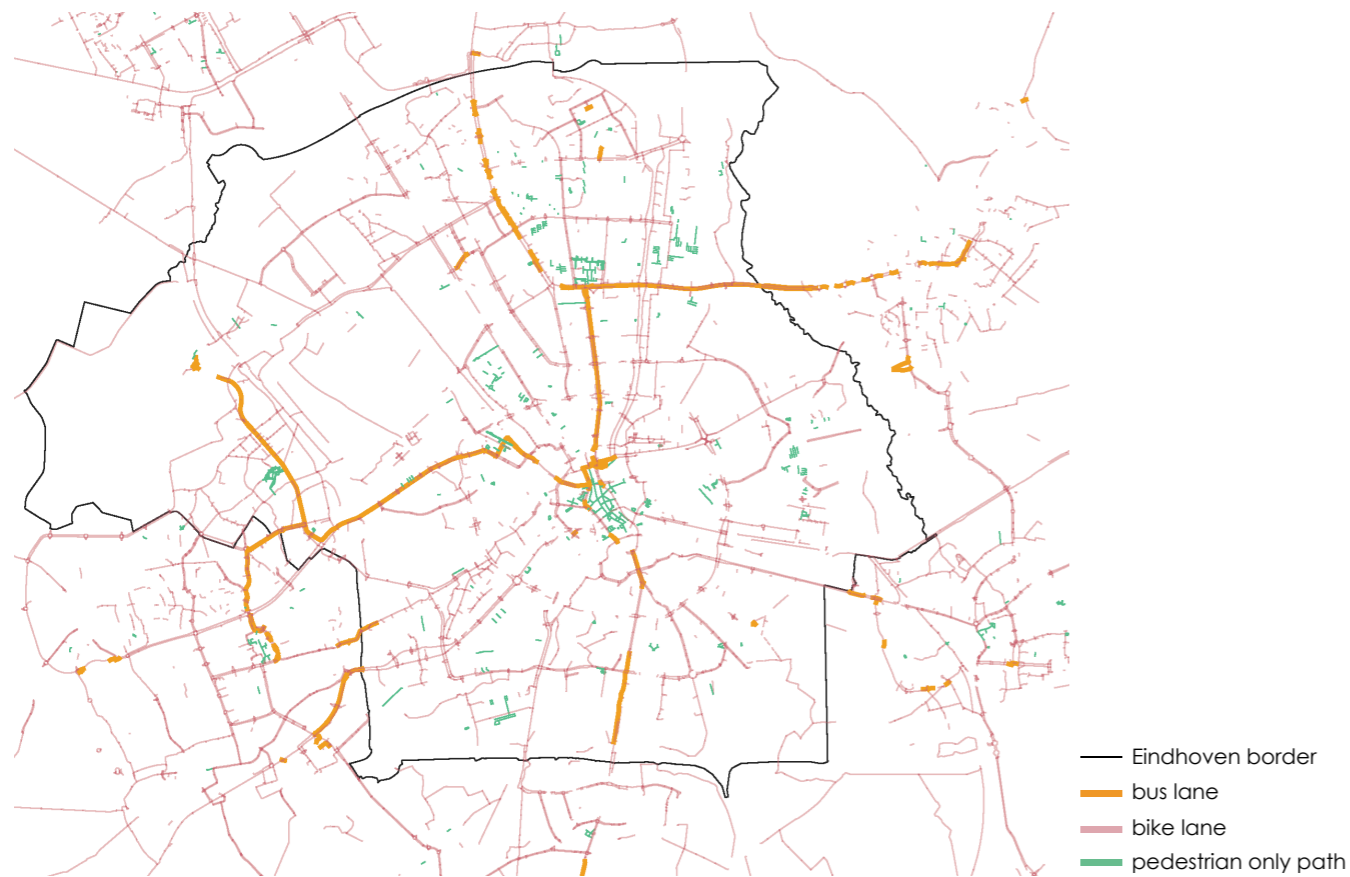 Eindhoven border
bus lane
bike lane
pedestrian only path